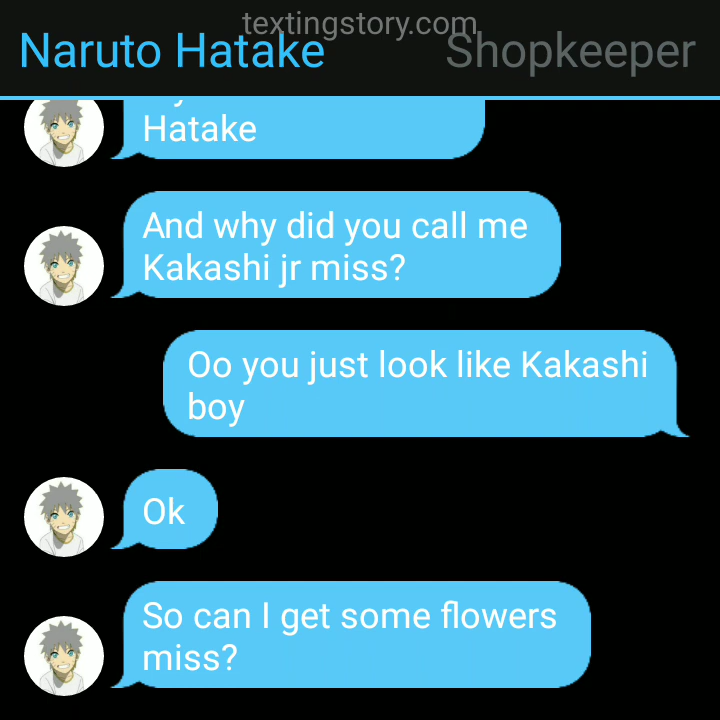 textingstory.com
Naruto Hatake
Shopkeeper
Hatake
And why did you call me
Kakashi jr miss?
Oo you just look like Kakashi
boy
Ok
So can I get some flowers
miss?